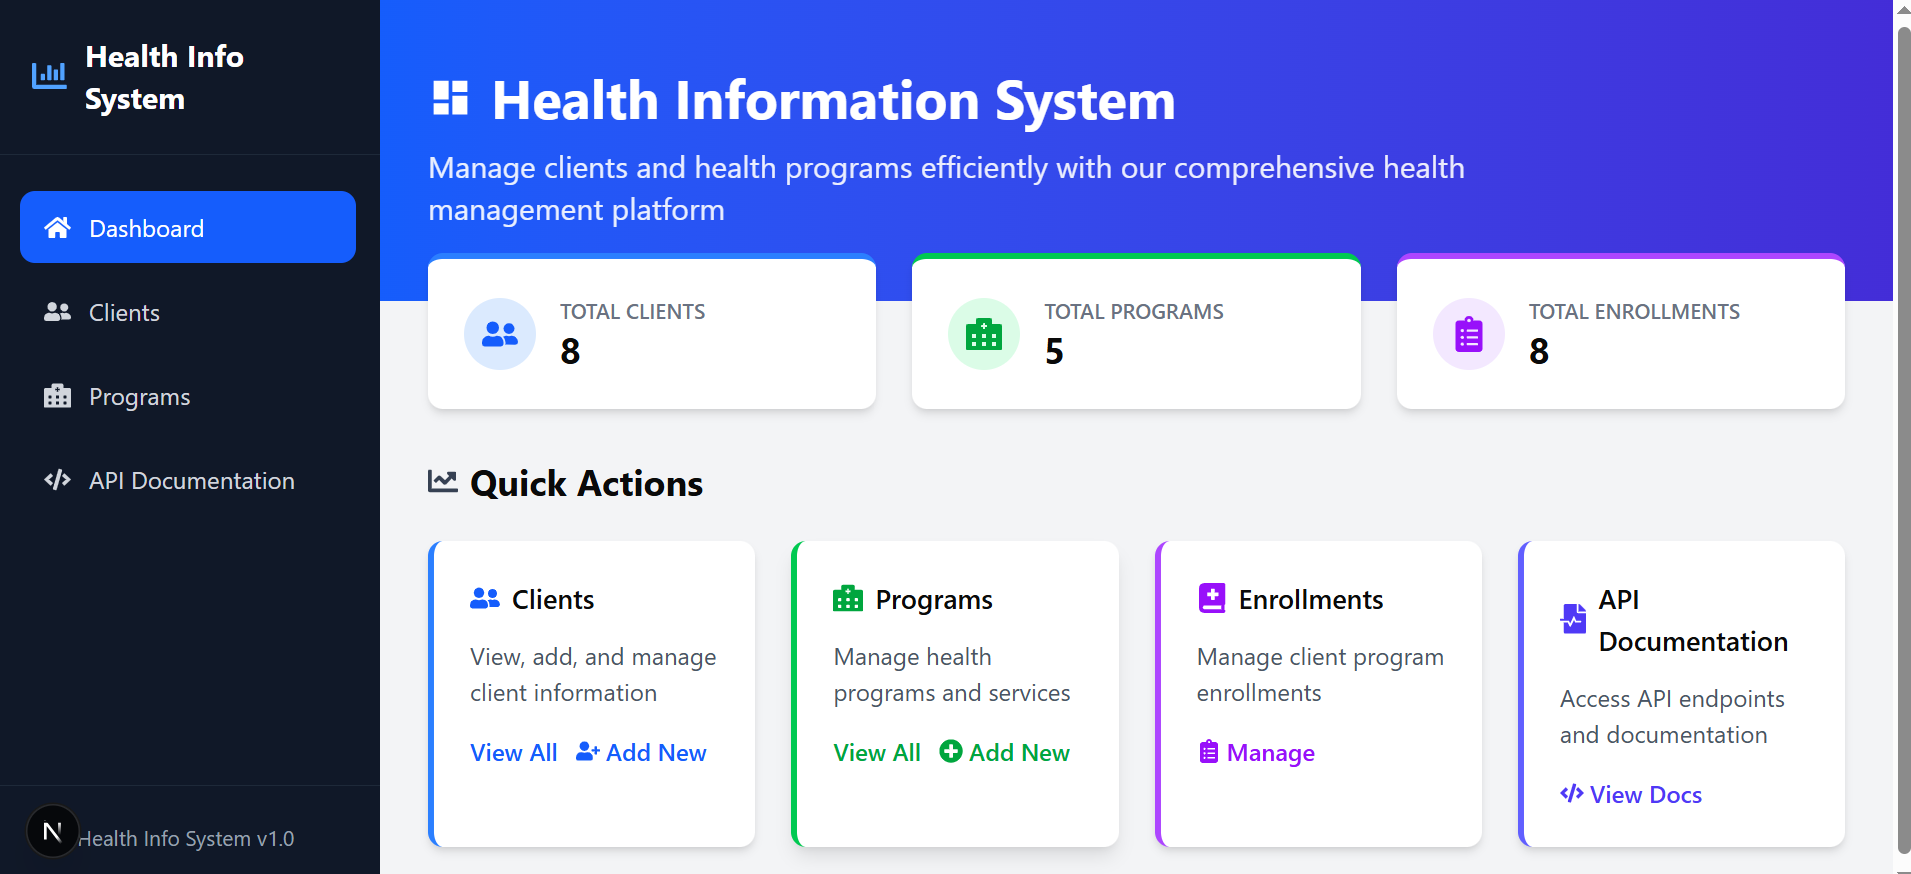 Health Info
System
Dashboard
Clients
Programs
API Documentation
N
Health Info System v1.0
Health Information System
Manage clients and health programs efficiently with our comprehensive health
management platform
TOTAL CLIENTS
8
TOTAL PROGRAMS
5
TOTAL ENROLLMENTS
8
Quick Actions
Clients
View, add, and manage
client information
View All Add New
Programs
Manage health
programs and services
View All Add New
Enrollments
Manage client program
enrollments
Manage
API
Documentation
Access API endpoints
and documentation
View Docs